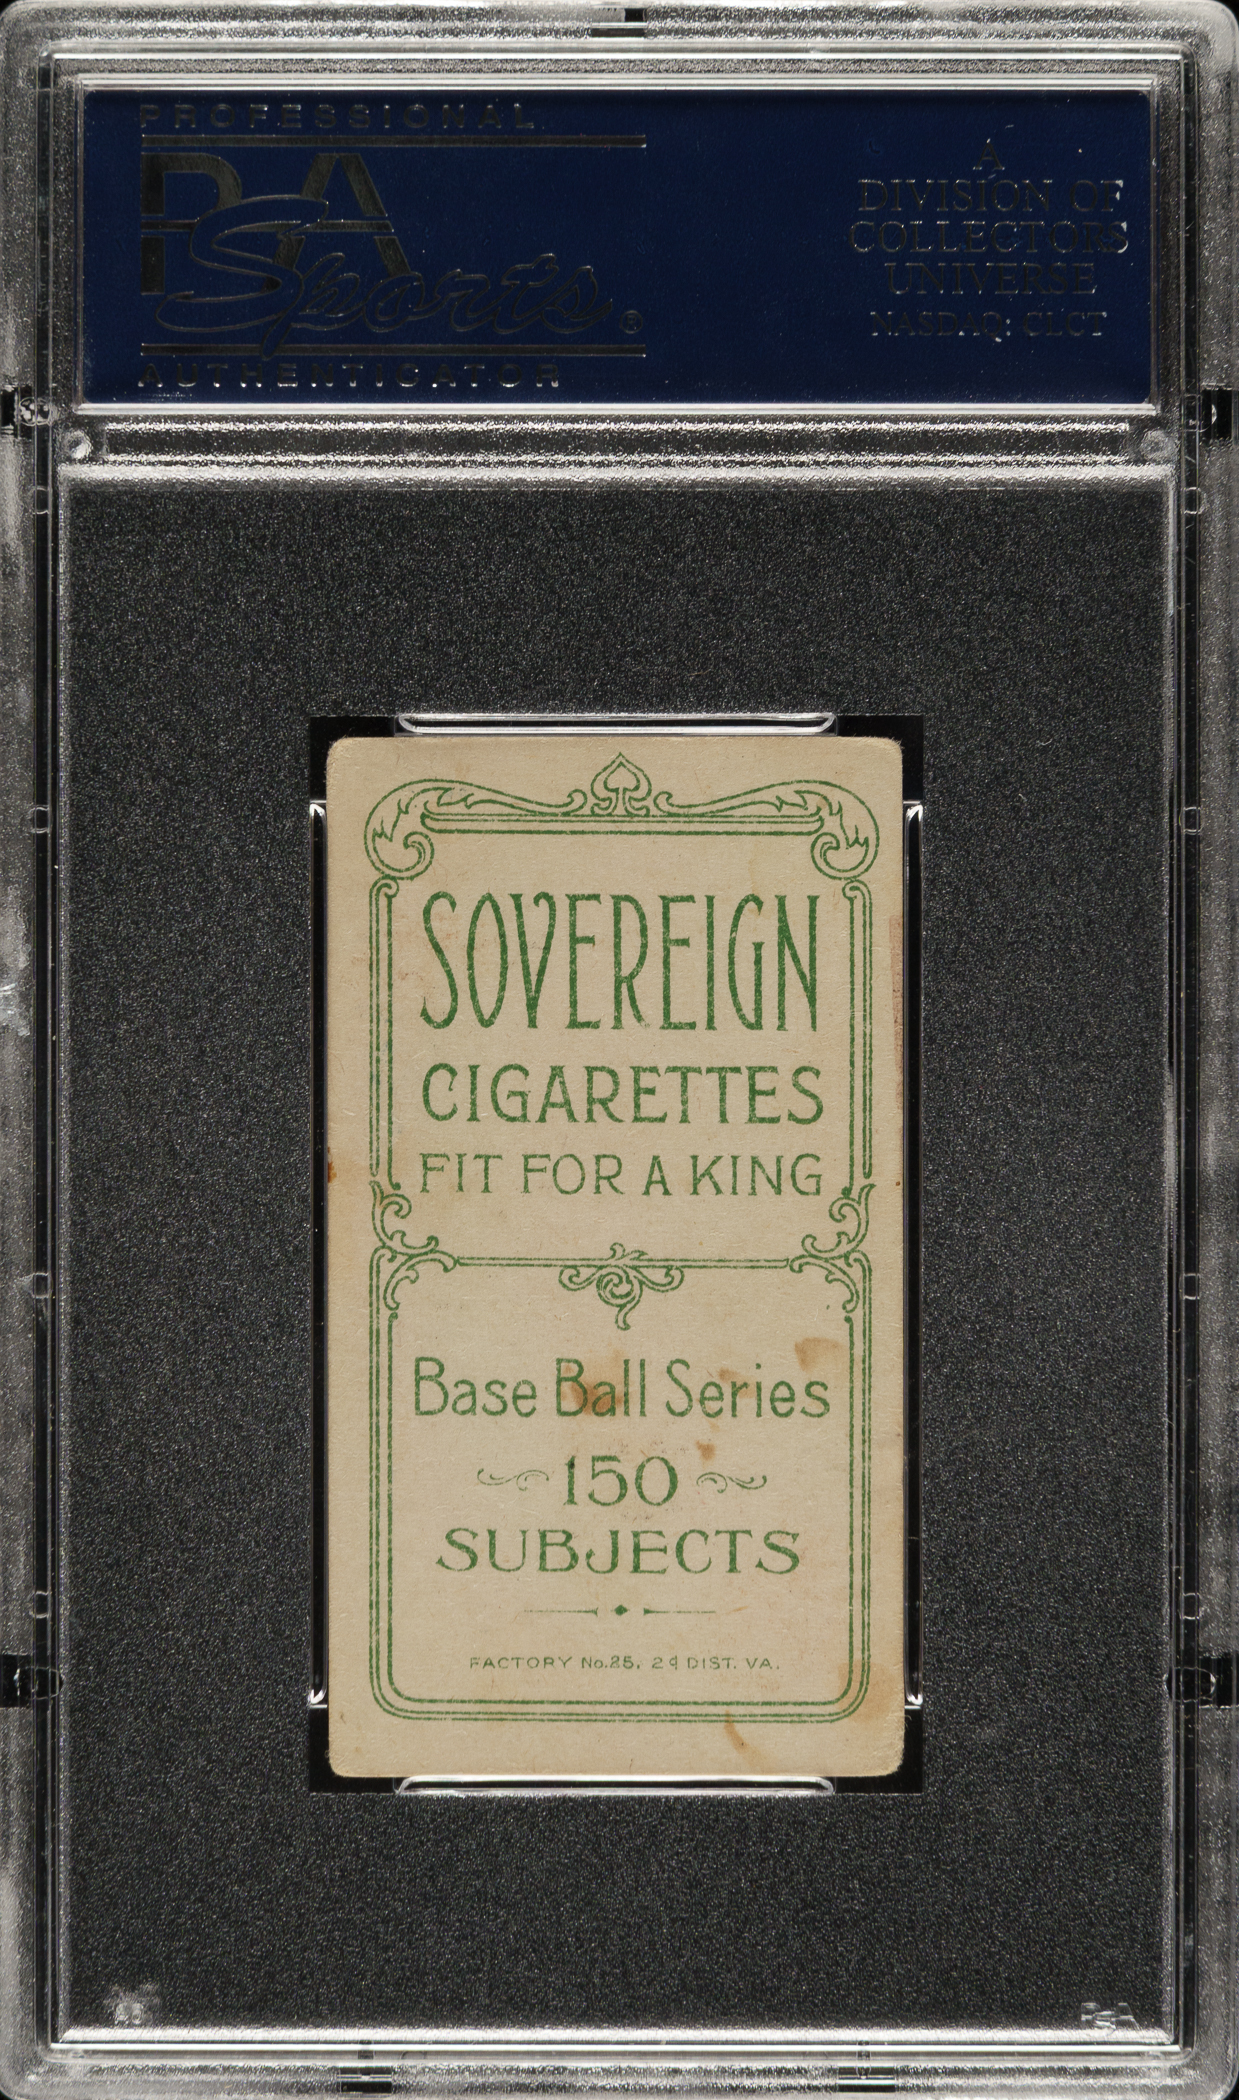 PROFESSIONAL
PSA
Sports ®
AUTHENTICATOR
A
DIVISION OF
COLLECTORS
UNIVERSE
NASDAQ: CLCT
SOVEREIGN
CIGARETTES
FIT FOR A KING
Base Ball Series
150
SUBJECTS
FACTORY No.25, 2d DIST. VA.
PSA